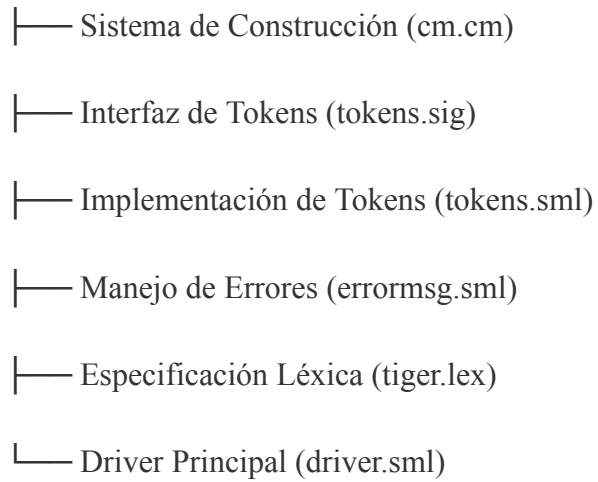 ├── Sistema de Construcción (cm.cm)
├── Interfaz de Tokens (tokens.sig)
├── Implementación de Tokens (tokens.sml)
├── Manejo de Errores (errormsg.sml)
├── Especificación Léxica (tiger.lex)
└── Driver Principal (driver.sml)